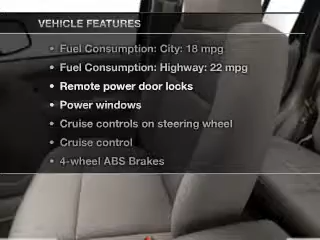 VEHICLE FEATURES
• Fuel Consumption: City: 18 mpg
• Fuel Consumption: Highway: 22 mpg
• Remote power door locks
• Power windows
• Cruise controls on steering wheel
• Cruise control
• 4-wheel ABS Brakes